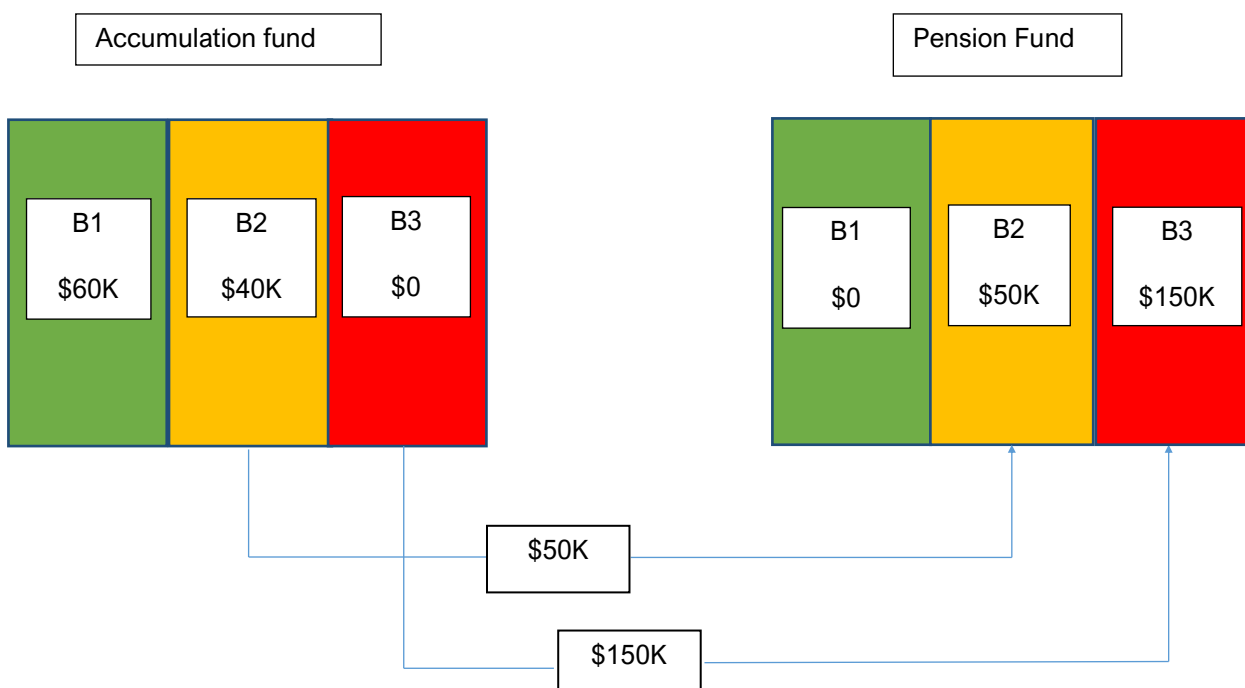 Accumulation fund
Pension Fund
B1
$60K
B2
$40K
B3
$0
B1
$0
B2
$50K
B3
$150K
$50K
$150K